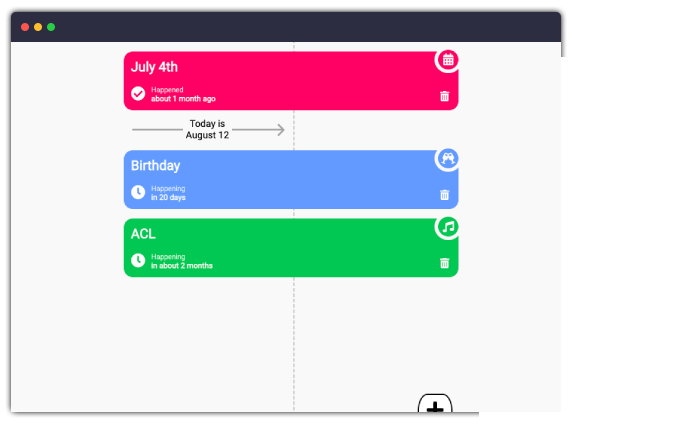 July 4th
Happened
about 1 month ago
Today is
August 12
Birthday
Happening
in 20 days
ACL
Happening
in about 2 months